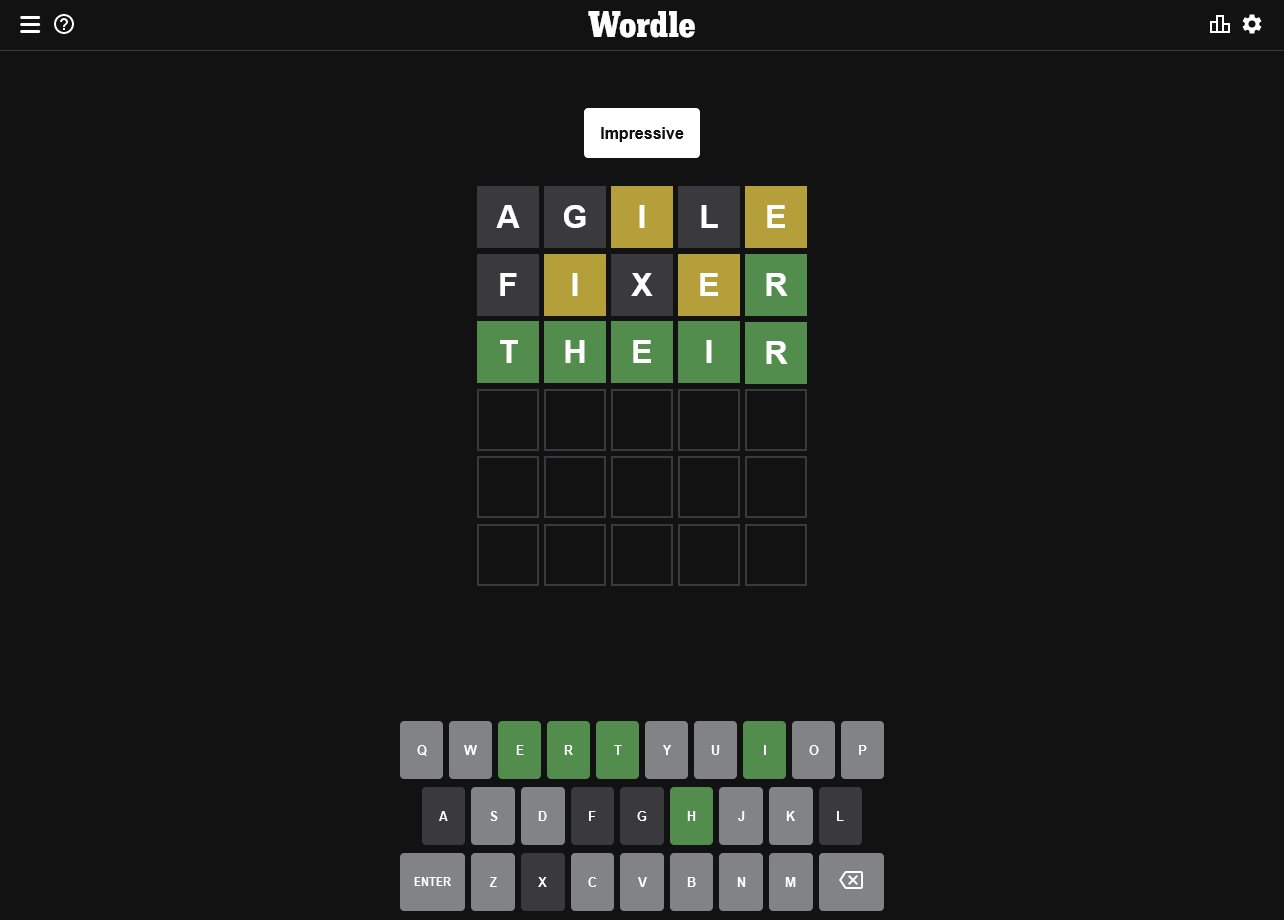 Wordle
Impressive
A G I L E
F I X E R
T H E I R
Q W E R T Y U I O P
A S D F G H J K L
ENTER Z X C V B N M